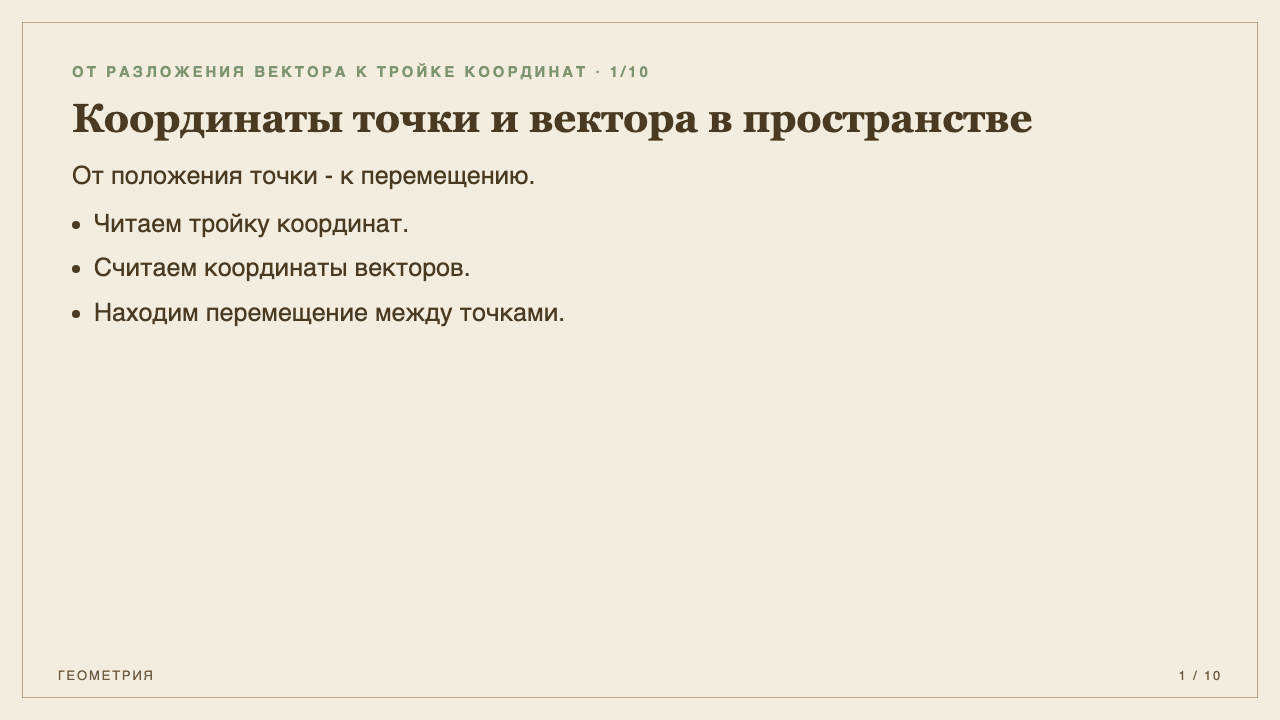 ОТ РАЗЛОЖЕНИЯ ВЕКТОРА К ТРОЙКЕ КООРДИНАТ · 1/10
Координаты точки и вектора в пространстве
От положения точки - к перемещению.
• Читаем тройку координат.
• Считаем координаты векторов.
• Находим перемещение между точками.
ГЕОМЕТРИЯ
1 / 10